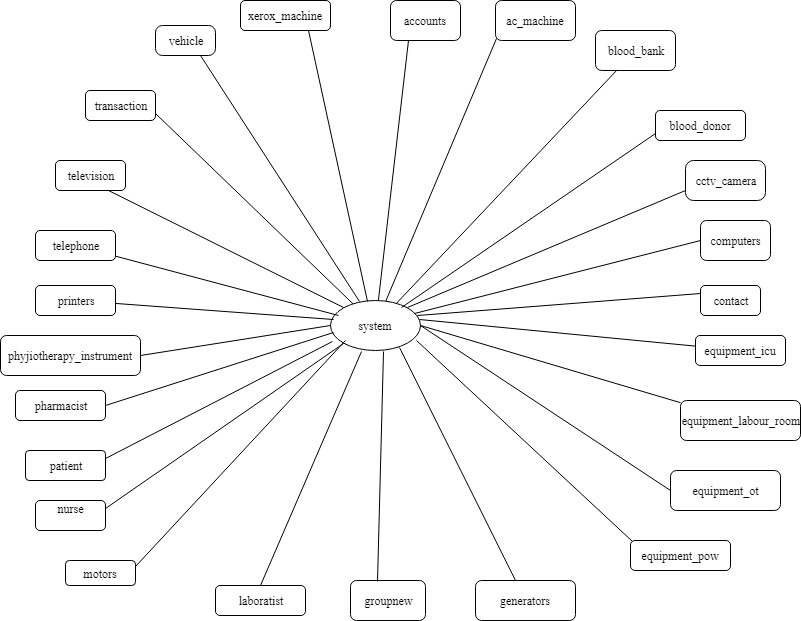 xerox_machine
accounts
ac_machine
vehicle
blood_bank
transaction
blood_donor
television
cctv_camera
telephone
computers
printers
contact
system
phyjiotherapy_instrument
equipment_icu
pharmacist
equipment_labour_room
patient
equipment_ot
nurse
equipment_pow
motors
laboratist
groupnew
generators